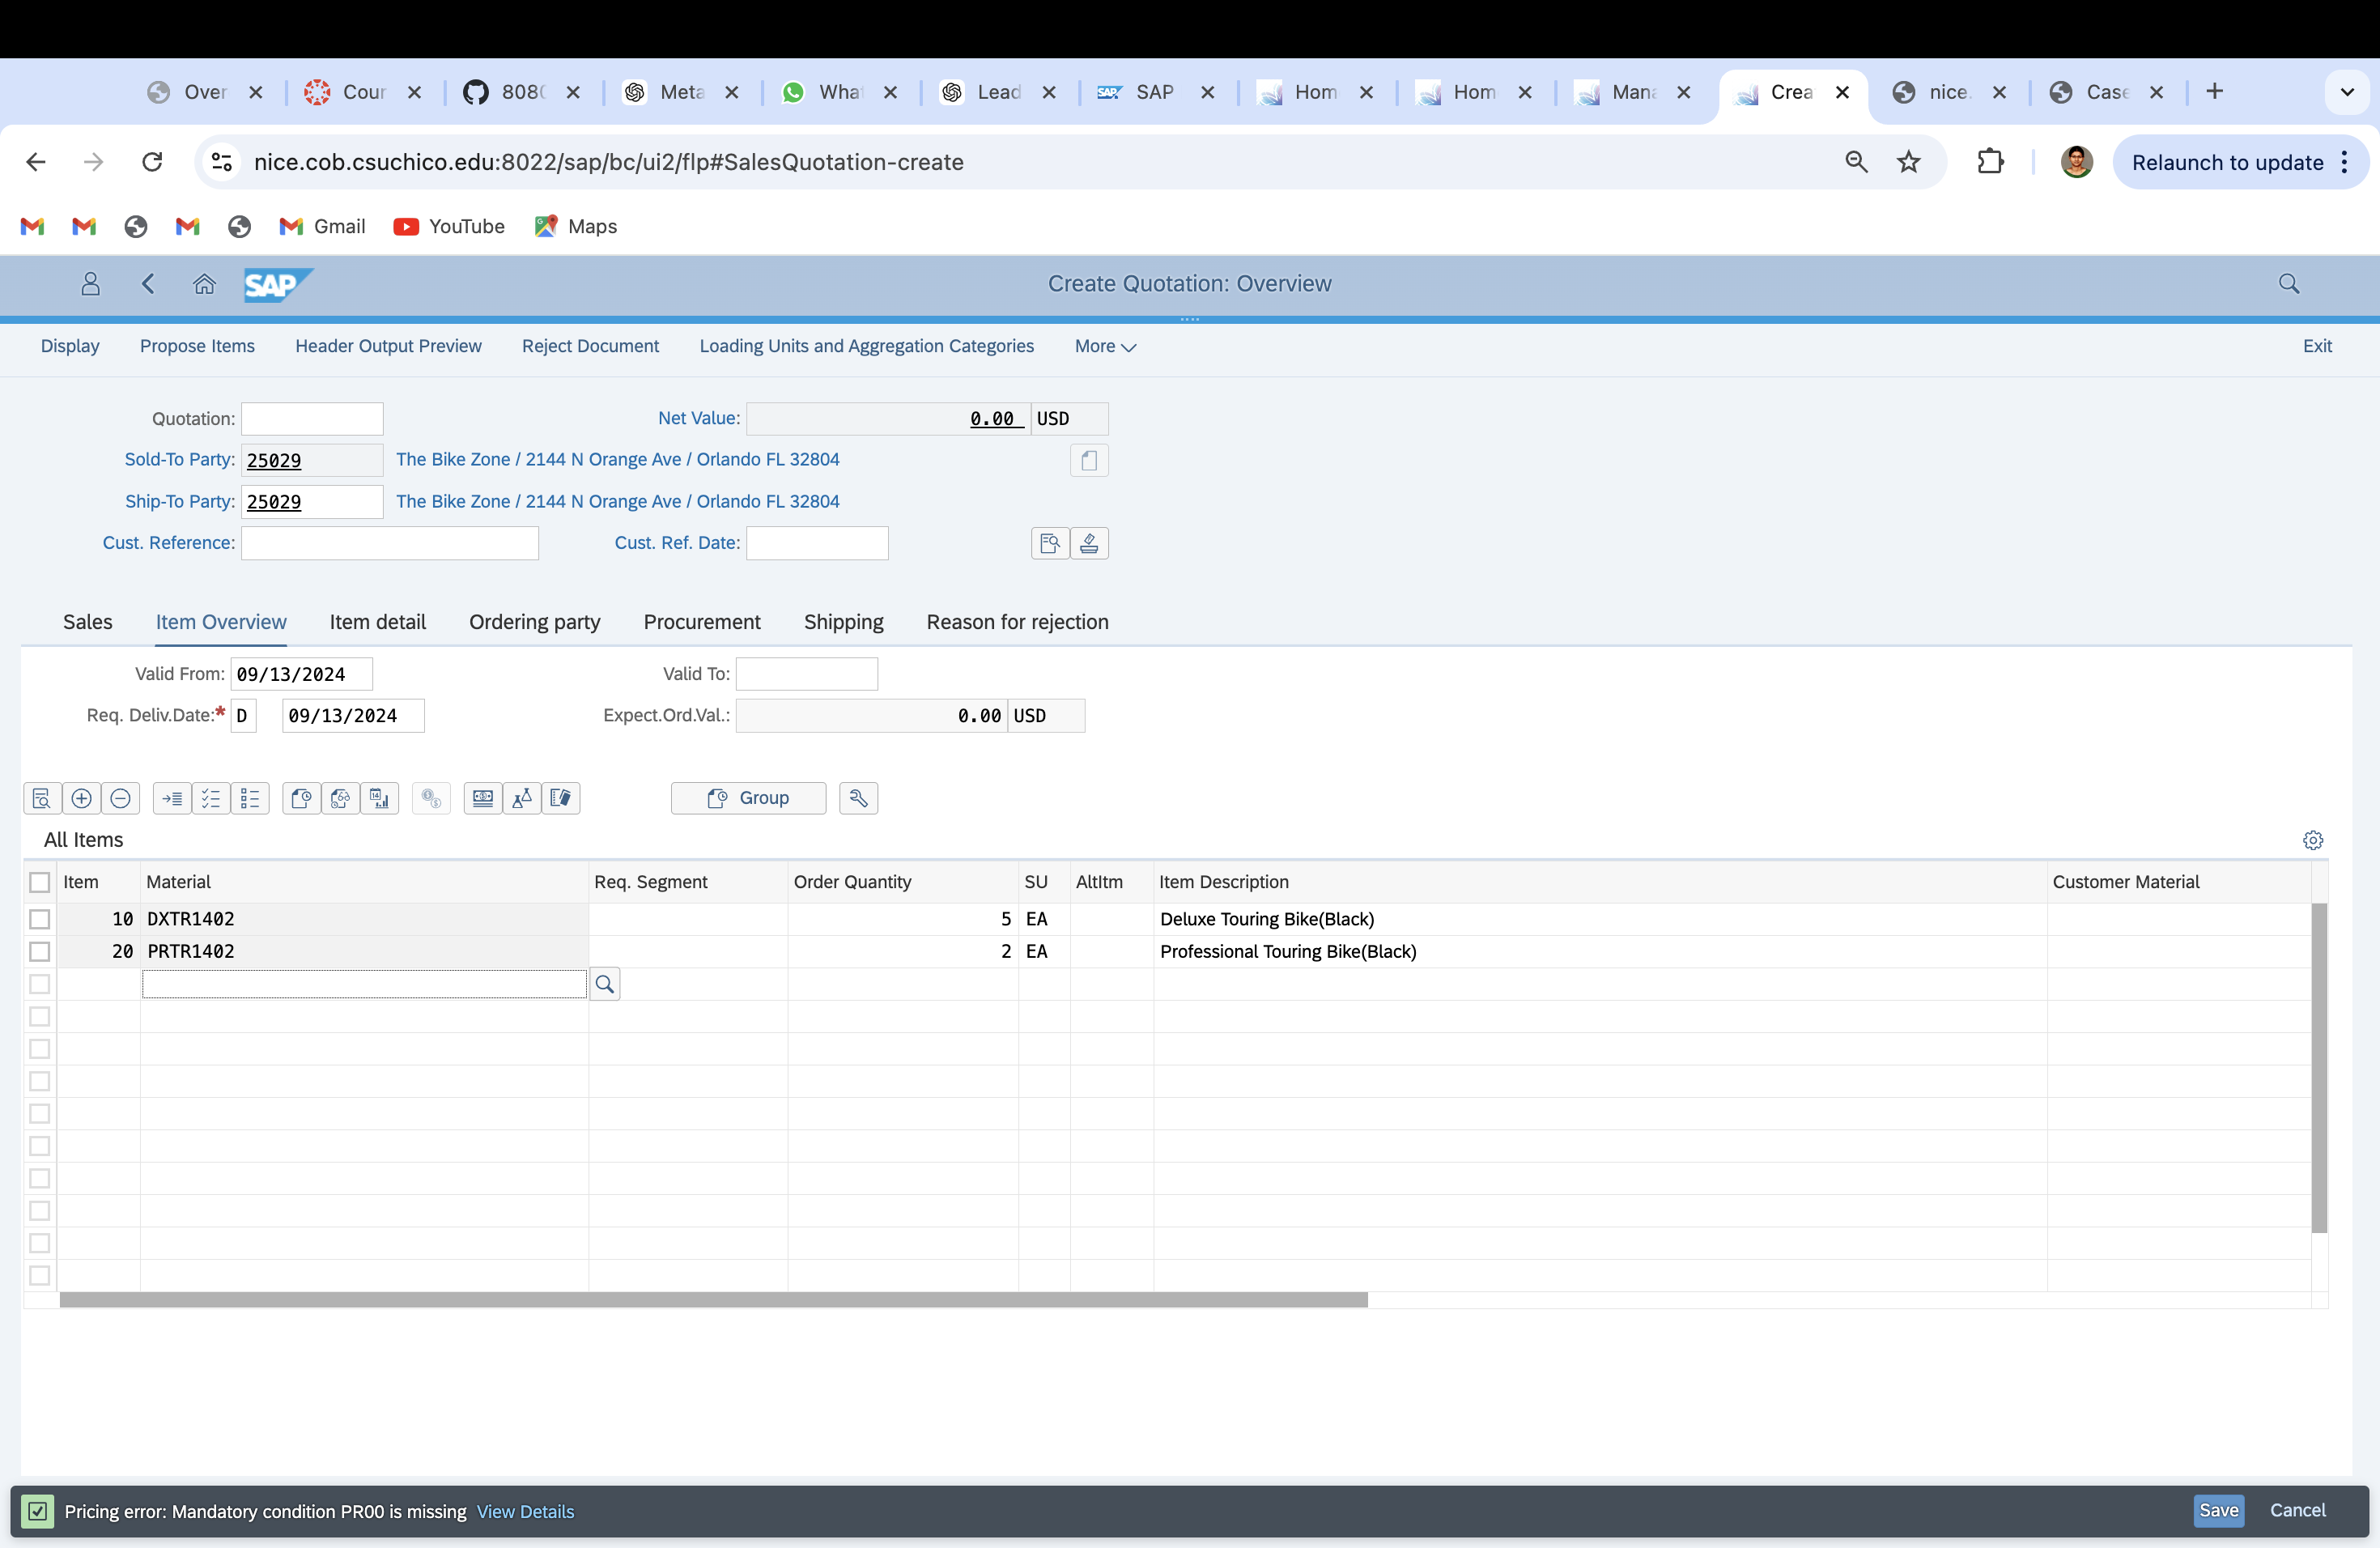 Over
Cour
808
Meta
What
Lead
SAP
Hom
Hom
Mana
Crea
nice.
Case
nice.cob.csuchico.edu:8022/sap/bc/ui2/flp#SalesQuotation-create
Relaunch to update
Gmail YouTube Maps
SAP Create Quotation: Overview
Display Propose Items Header Output Preview Reject Document Loading Units and Aggregation Categories More Exit
Quotation: Net Value: 0.00 USD
Sold-To Party: 25029 The Bike Zone / 2144 N Orange Ave / Orlando FL 32804
Ship-To Party: 25029 The Bike Zone / 2144 N Orange Ave / Orlando FL 32804
Cust. Reference: Cust. Ref. Date:
Sales Item Overview Item detail Ordering party Procurement Shipping Reason for rejection
Valid From: 09/13/2024 Valid To:
Req. Deliv.Date:* D 09/13/2024 Expect.Ord.Val.: 0.00 USD
Group
All Items
Item Material Req. Segment Order Quantity SU AltItm Item Description Customer Material
10 DXTR1402 5 EA Deluxe Touring Bike(Black)
20 PRTR1402 2 EA Professional Touring Bike(Black)
Pricing error: Mandatory condition PR00 is missing View Details Save Cancel